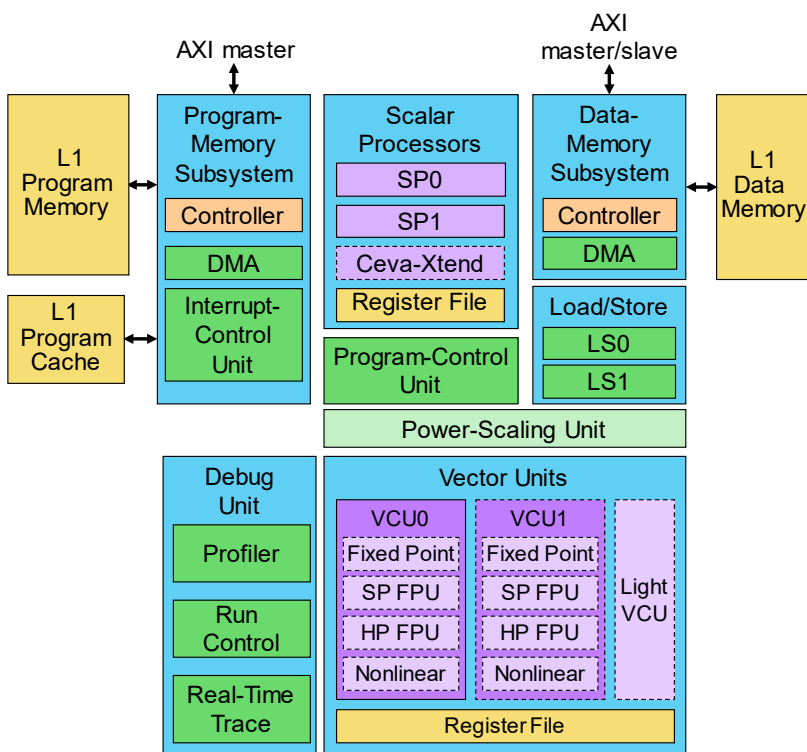 AXI master
AXI
master/slave
L1
Program
Memory
L1
Program
Cache
Program-
Memory
Subsystem
Controller
DMA
Interrupt-
Control
Unit
Scalar
Processors
SP0
SP1
Ceva-Xtend
Register File
Program-Control
Unit
Data-
Memory
Subsystem
Controller
DMA
L1
Data
Memory
Load/Store
LS0
LS1
Power-Scaling Unit
Debug
Unit
Profiler
Run
Control
Real-Time
Trace
Vector Units
VCU0
Fixed Point
SP FPU
HP FPU
Nonlinear
VCU1
Fixed Point
SP FPU
HP FPU
Nonlinear
Light
VCU
Register File